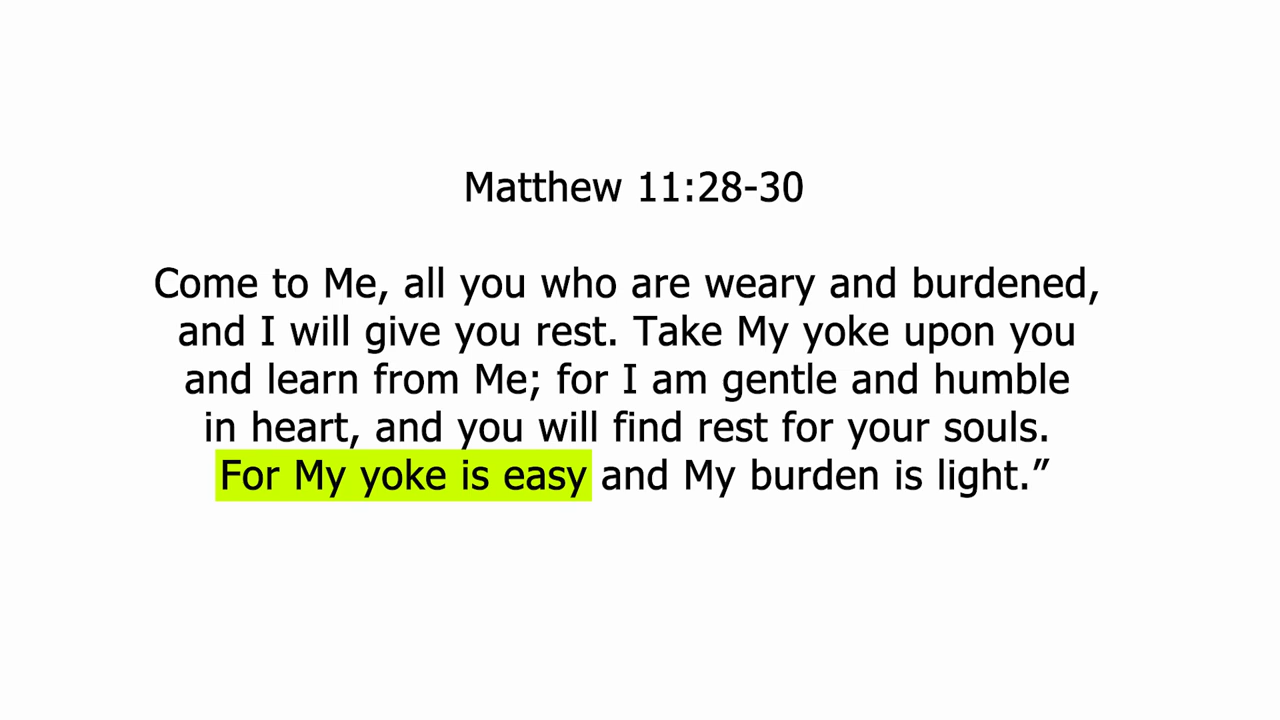 Matthew 11:28-30
Come to Me, all you who are weary and burdened,
and I will give you rest. Take My yoke upon you
and learn from Me; for I am gentle and humble
in heart, and you will find rest for your souls.
For My yoke is easy and My burden is light.”